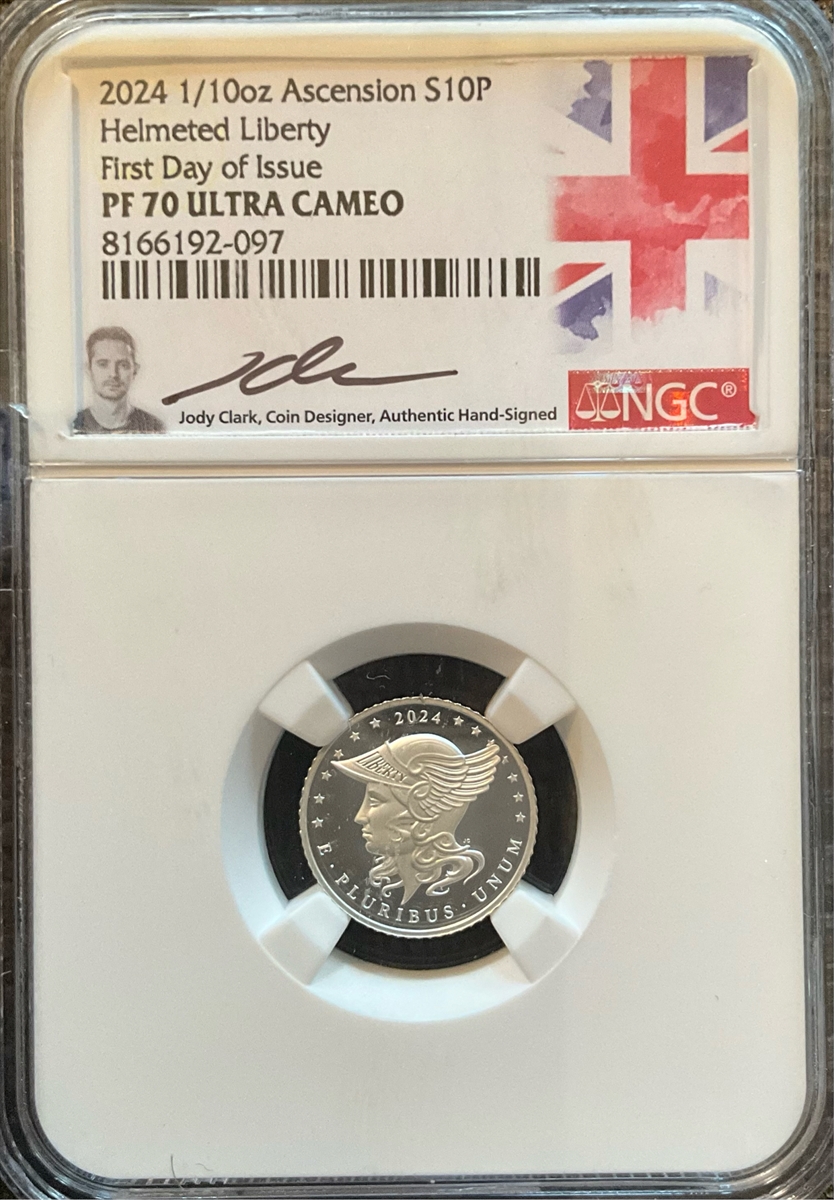 2024 1/10oz Ascension S10P
Helmeted Liberty
First Day of Issue
PF 70 ULTRA CAMEO
8166192-097
Jody Clark, Coin Designer, Authentic Hand-Signed
NGC®
2024
LIBERTY
E · PLURIBUS · UNUM